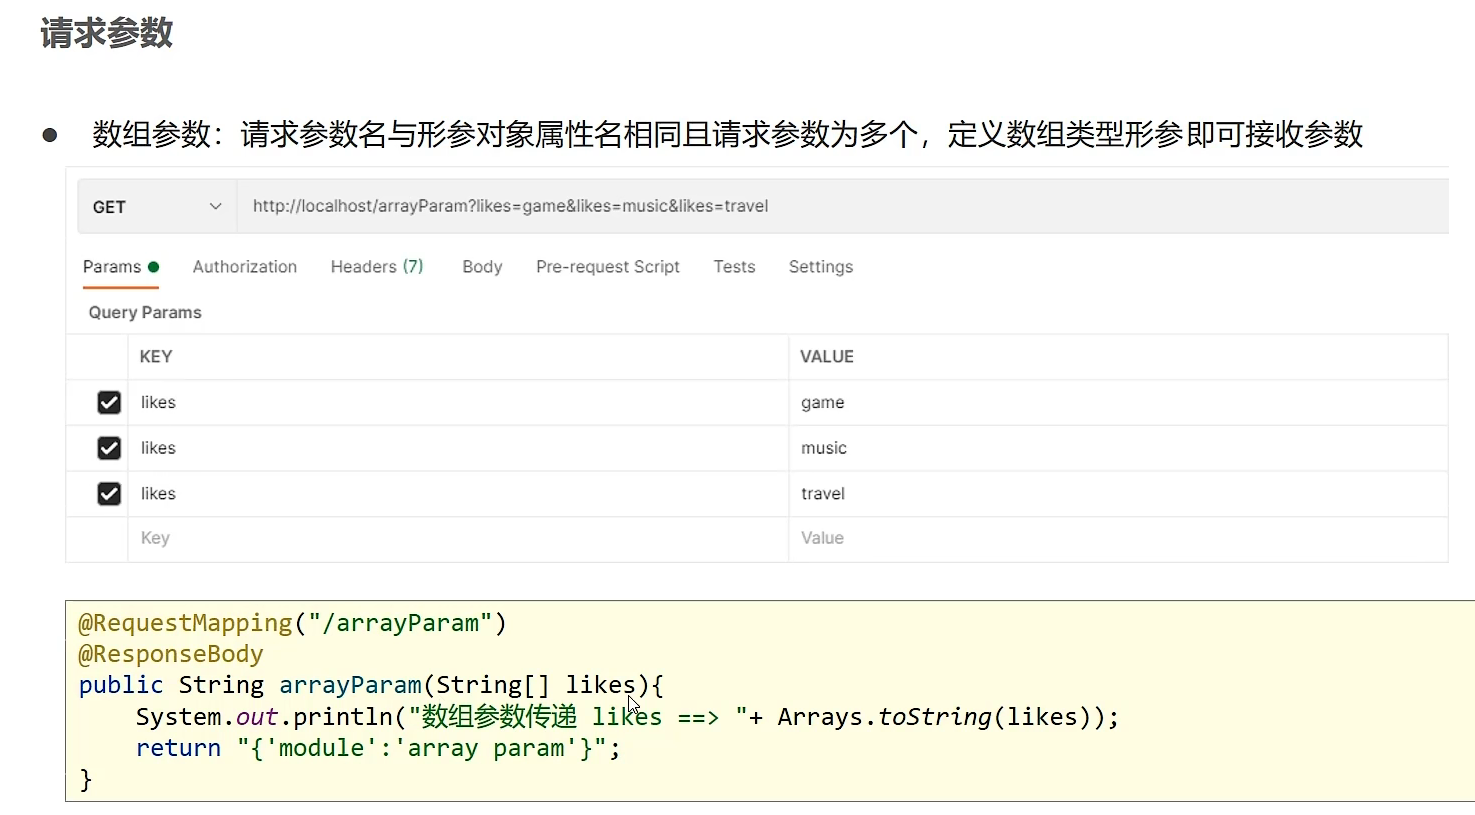 请求参数
● 数组参数：请求参数名与形参对象属性名相同且请求参数为多个，定义数组类型形参即可接收参数
GET http://localhost/arrayParam?likes=game&likes=music&likes=travel
Params Authorization Headers (7) Body Pre-request Script Tests Settings
Query Params
KEY VALUE
likes game
likes music
likes travel
Key Value
@RequestMapping("/arrayParam")
@ResponseBody
public String arrayParam(String[] likes){
    System.out.println("数组参数传递 likes ==> "+ Arrays.toString(likes));
    return "{'module':'array param'}";
}